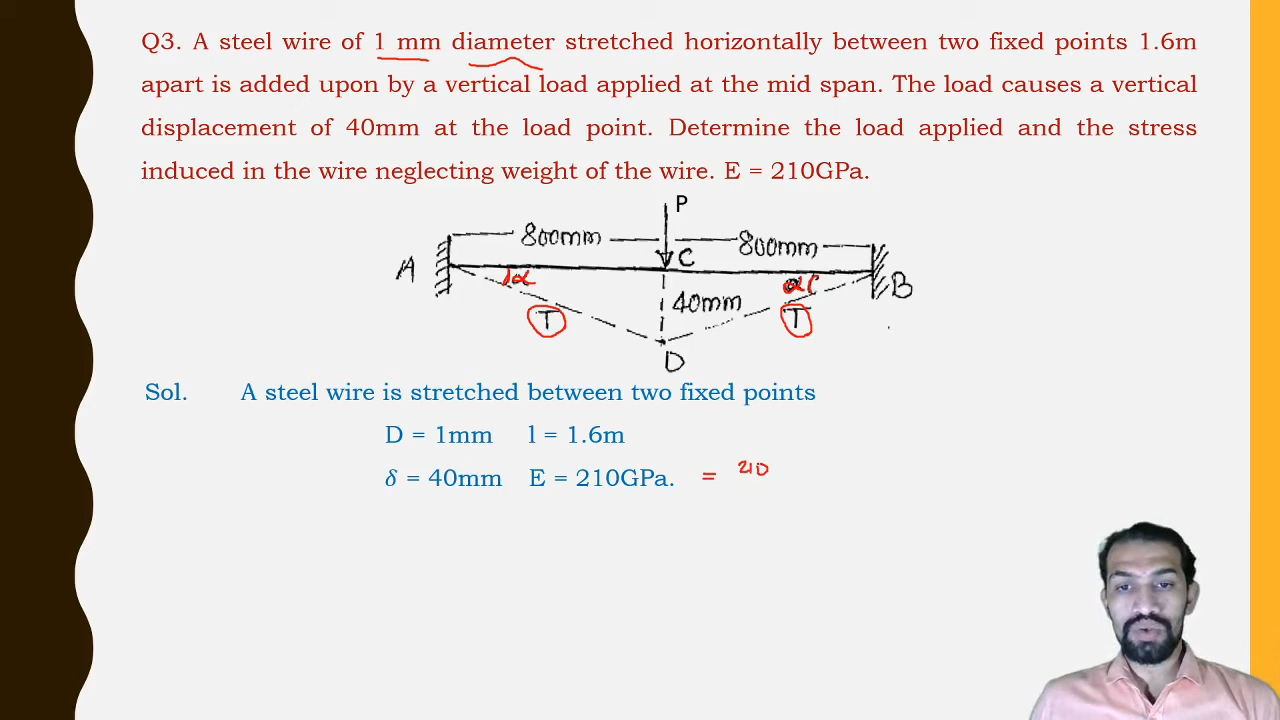 Q3. A steel wire of 1 mm diameter stretched horizontally between two fixed points 1.6m
apart is added upon by a vertical load applied at the mid span. The load causes a vertical
displacement of 40mm at the load point. Determine the load applied and the stress
induced in the wire neglecting weight of the wire. E = 210GPa.
P
800mm
800mm
C
A
α
α
B
40mm
T
T
D
Sol. A steel wire is stretched between two fixed points
D = 1mm l = 1.6m
δ = 40mm E = 210GPa. = 210